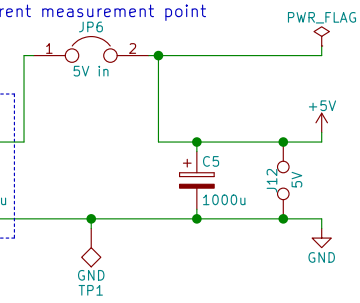 rent measurement point
JP6
PWR_FLAG
1
2
5V in
+5V
+
C5
J12
5V
u
1000u
GND
GND
TP1